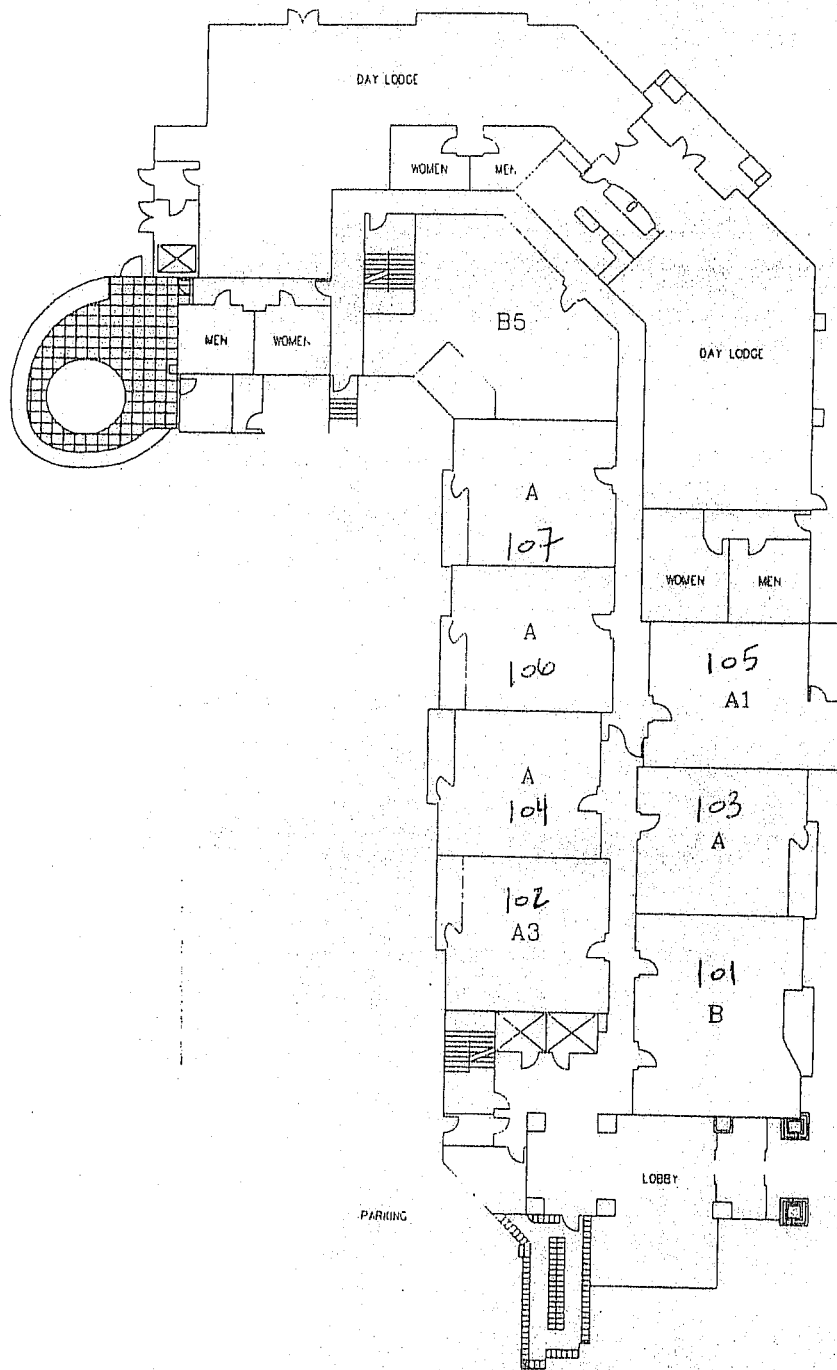 DAY LODGE
WOMEN
MEN
B5
MEN
WOMEN
DAY LODGE
A
107
WOMEN
MEN
A
106
105
A1
A
104
103
A
102
A3
101
B
LOBBY
PARKING